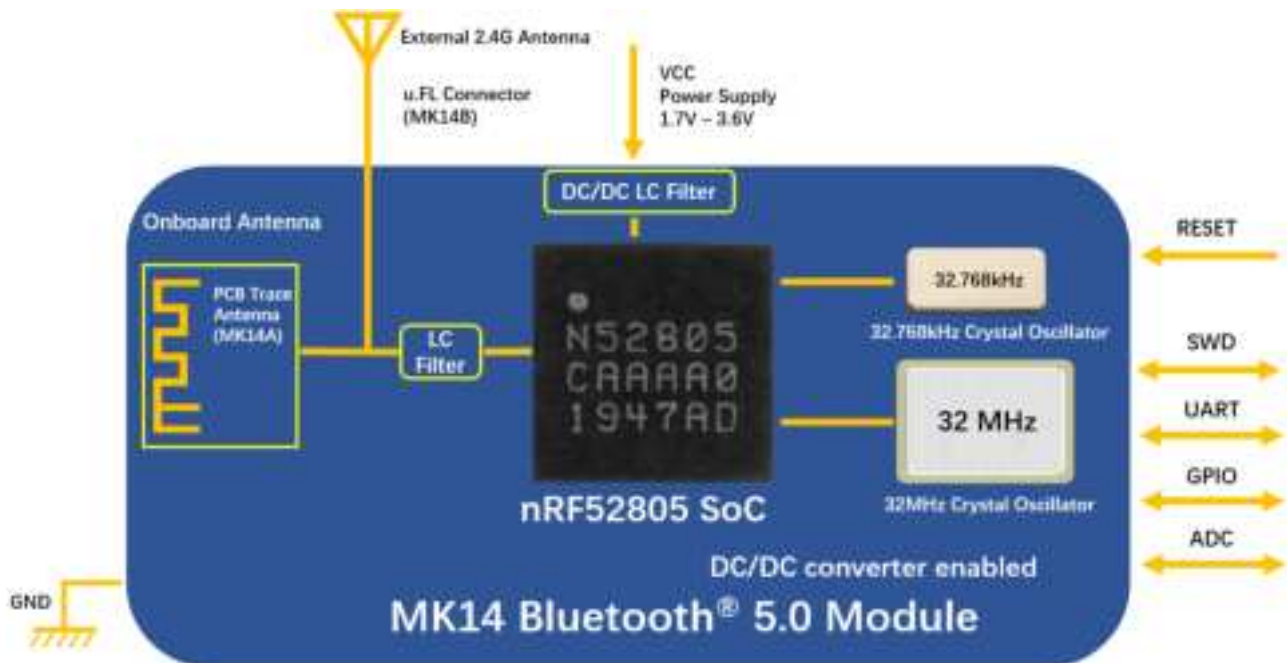 External 2.4G Antenna
u.FL Connector
(MK14B)
VCC
Power Supply
1.7V – 3.6V
DC/DC LC Filter
Onboard Antenna
PCB Trace
Antenna
(MK14A)
LC
Filter
N52805
CAAAA0
1947AD
nRF52805 SoC
32.768kHz
32.768kHz Crystal Oscillator
32 MHz
32MHz Crystal Oscillator
RESET
SWD
UART
GPIO
ADC
DC/DC converter enabled
GND
MK14 Bluetooth® 5.0 Module